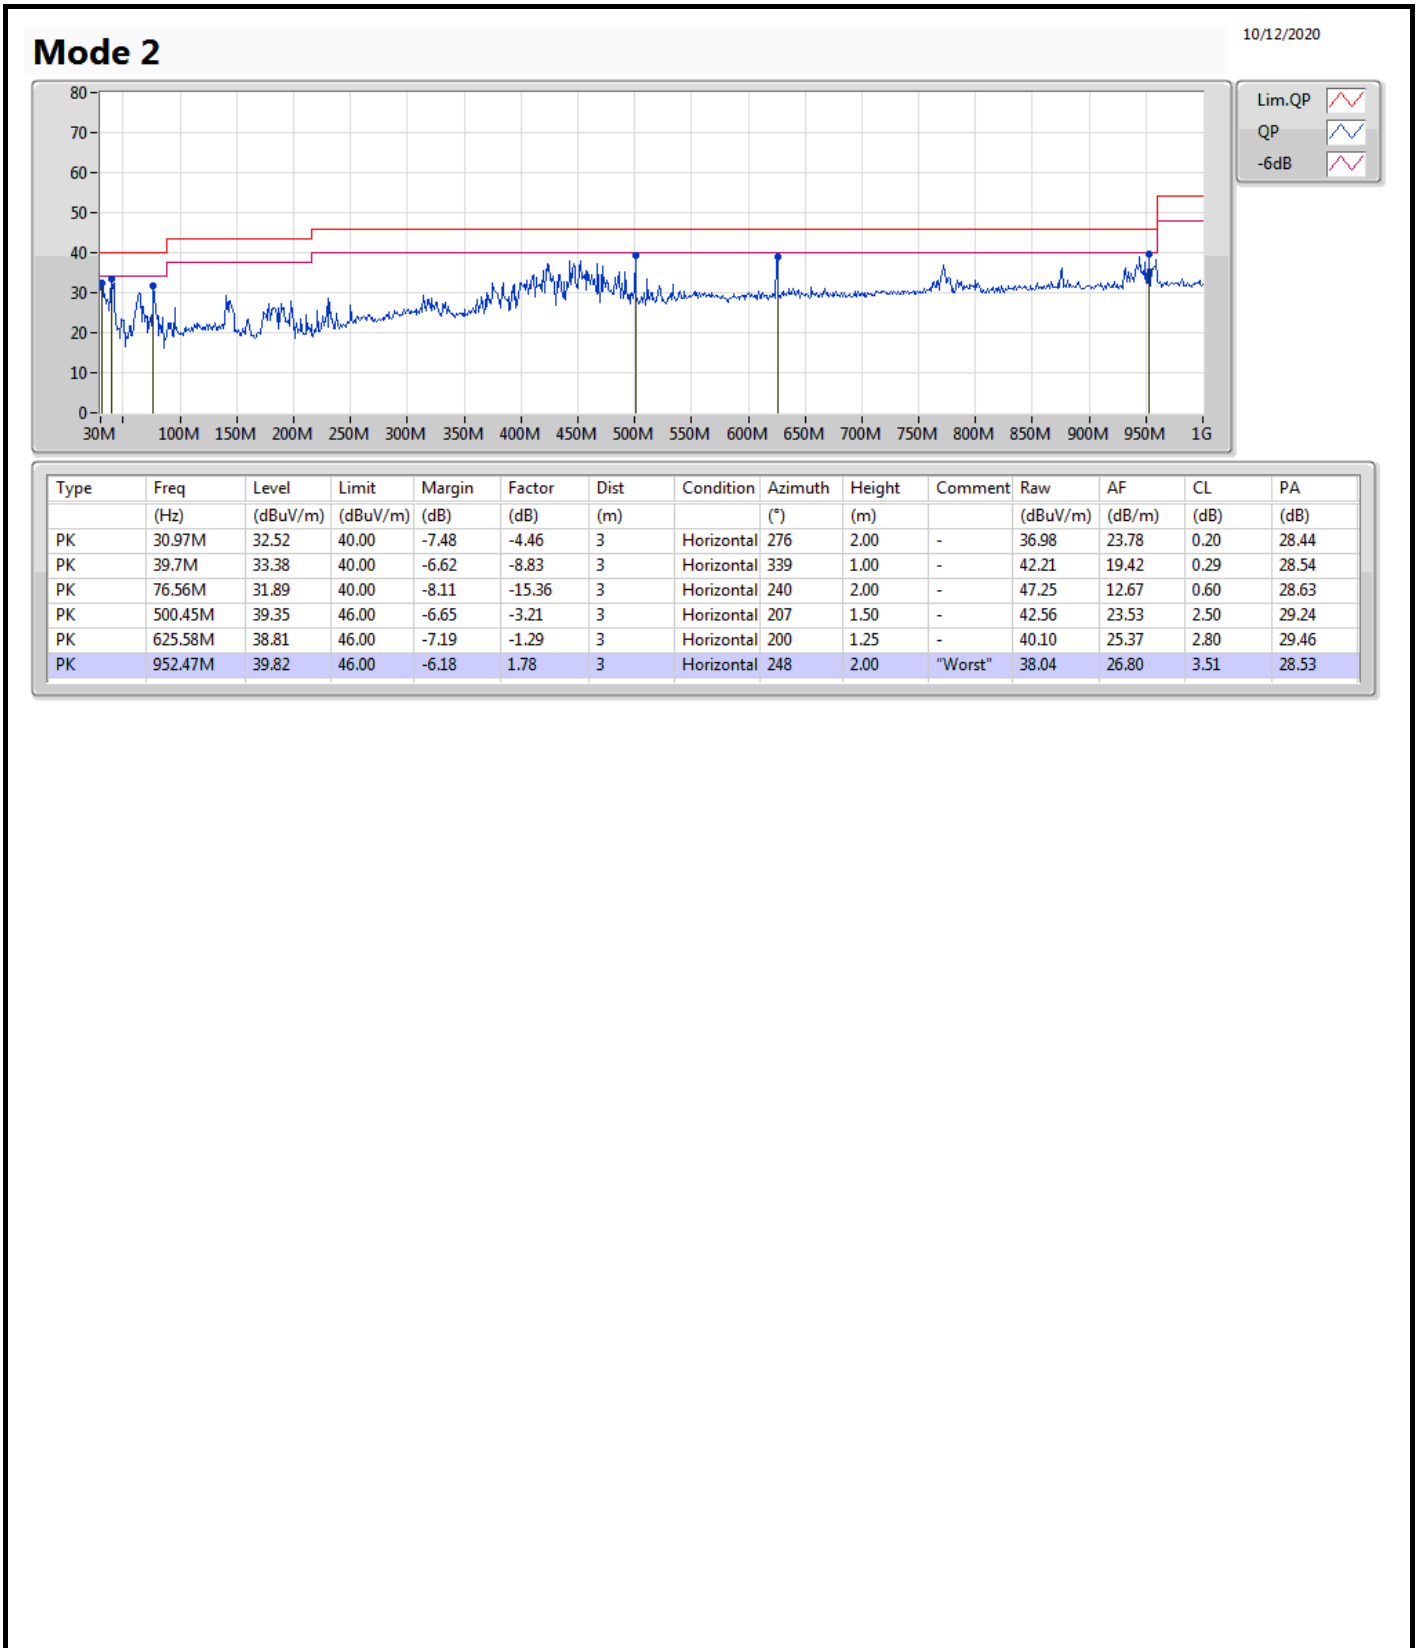 10/12/2020
Mode 2
Lim.QP
QP
-6dB
80
70
60
50
40
30
20
10
0
30M 100M 150M 200M 250M 300M 350M 400M 450M 500M 550M 600M 650M 700M 750M 800M 850M 900M 950M 1G
Type Freq Level Limit Margin Factor Dist Condition Azimuth Height Comment Raw AF CL PA
(Hz) (dBuV/m) (dBuV/m) (dB) (dB) (m) (°) (m) (dBuV/m) (dB/m) (dB) (dB)
PK 30.97M 32.52 40.00 -7.48 -4.46 3 Horizontal 276 2.00 - 36.98 23.78 0.20 28.44
PK 39.7M 33.38 40.00 -6.62 -8.83 3 Horizontal 339 1.00 - 42.21 19.42 0.29 28.54
PK 76.56M 31.89 40.00 -8.11 -15.36 3 Horizontal 240 2.00 - 47.25 12.67 0.60 28.63
PK 500.45M 39.35 46.00 -6.65 -3.21 3 Horizontal 207 1.50 - 42.56 23.53 2.50 29.24
PK 625.58M 38.81 46.00 -7.19 -1.29 3 Horizontal 200 1.25 - 40.10 25.37 2.80 29.46
PK 952.47M 39.82 46.00 -6.18 1.78 3 Horizontal 248 2.00 "Worst" 38.04 26.80 3.51 28.53